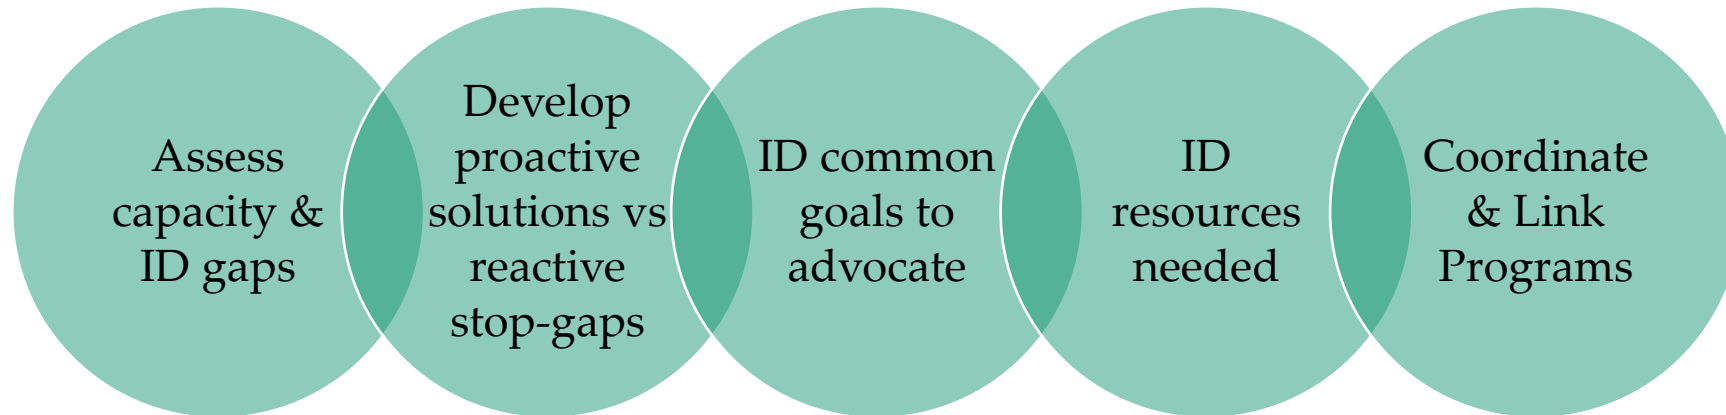 Assess
capacity &
ID gaps
Develop
proactive
solutions vs
reactive
stop-gaps
ID common
goals to
advocate
ID
resources
needed
Coordinate
& Link
Programs